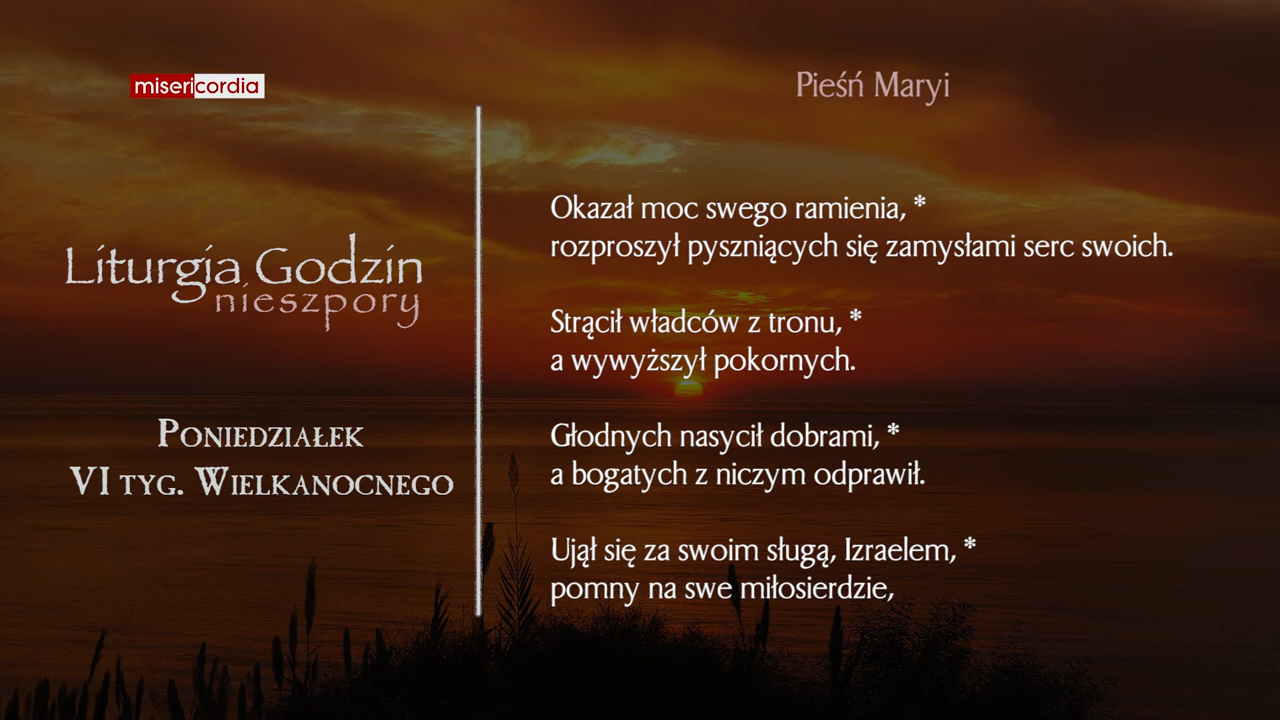 misericordia
Liturgia Godzin
nieszpory
Poniedziałek
VI tyg. Wielkanocnego
Pieśń Maryi
Okazał moc swego ramienia, *
rozproszył pyszniących się zamysłami serc swoich.
Strącił władców z tronu, *
a wywyższył pokornych.
Głodnych nasycił dobrami, *
a bogatych z niczym odprawił.
Ujął się za swoim sługą, Izraelem, *
pomny na swe miłosierdzie,